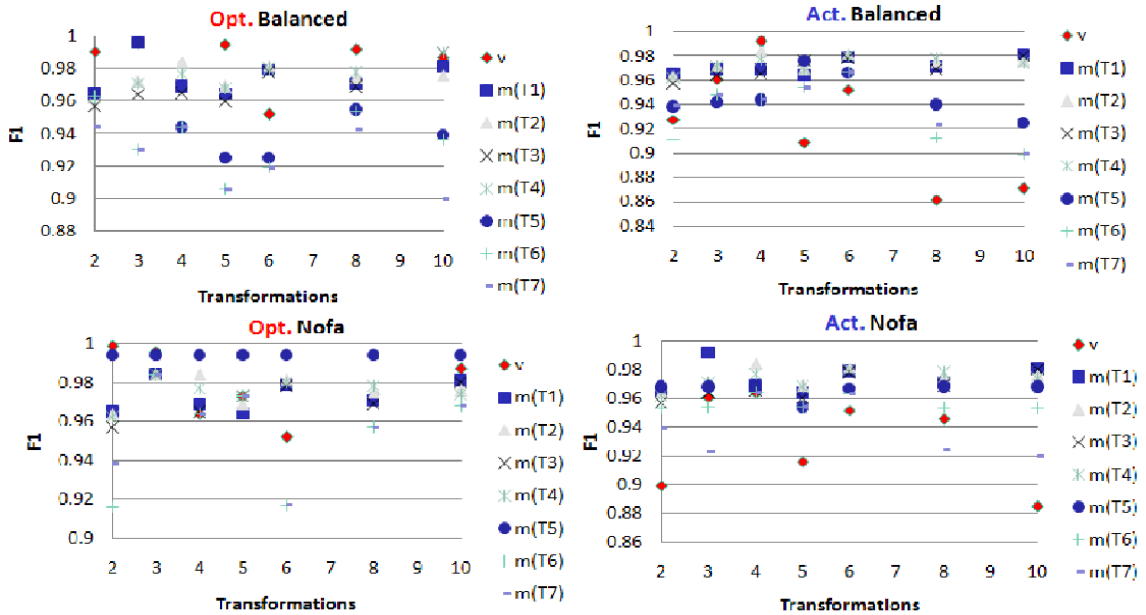 Opt. Balanced
1
0.98
0.96
0.94
0.92
0.9
0.88
F1
2 3 4 5 6 7 8 9 10
Transformations
v
m(T1)
m(T2)
m(T3)
m(T4)
m(T5)
m(T6)
m(T7)
Act. Balanced
1
0.98
0.96
0.94
0.92
0.9
0.88
0.86
0.84
F1
2 3 4 5 6 7 8 9 10
Transformations
v
m(T1)
m(T2)
m(T3)
m(T4)
m(T5)
m(T6)
m(T7)
Opt. Nofa
1
0.98
0.96
0.94
0.92
0.9
F1
2 3 4 5 6 7 8 9 10
Transformations
v
m(T1)
m(T2)
m(T3)
m(T4)
m(T5)
m(T6)
m(T7)
Act. Nofa
1
0.98
0.96
0.94
0.92
0.9
0.88
0.86
F1
2 3 4 5 6 7 8 9 10
Transformations
v
m(T1)
m(T2)
m(T3)
m(T4)
m(T5)
m(T6)
m(T7)